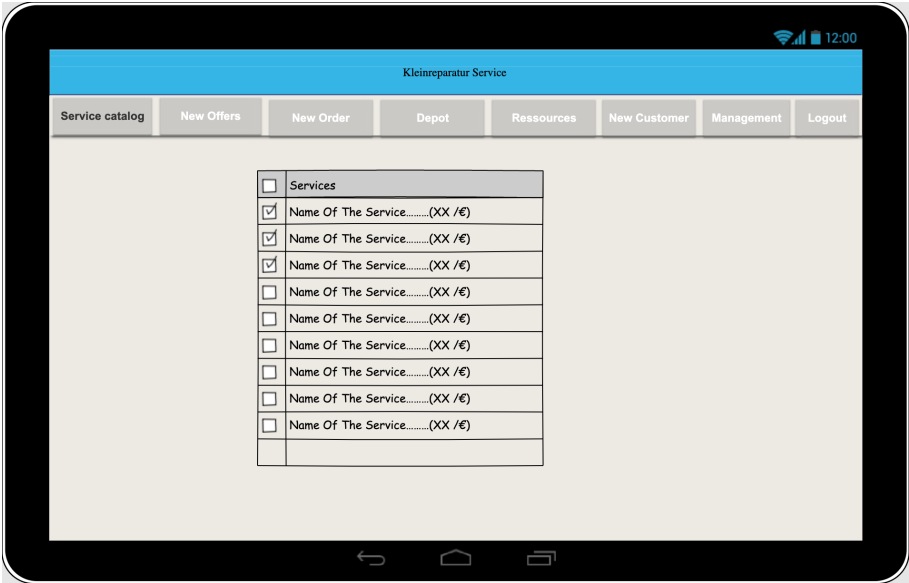 12:00
Kleinreparatur Service
Service catalog New Offers New Order Depot Ressources New Customer Management Logout
Services
Name Of The Service.........(XX /€)
Name Of The Service.........(XX /€)
Name Of The Service.........(XX /€)
Name Of The Service.........(XX /€)
Name Of The Service.........(XX /€)
Name Of The Service.........(XX /€)
Name Of The Service.........(XX /€)
Name Of The Service.........(XX /€)
Name Of The Service.........(XX /€)